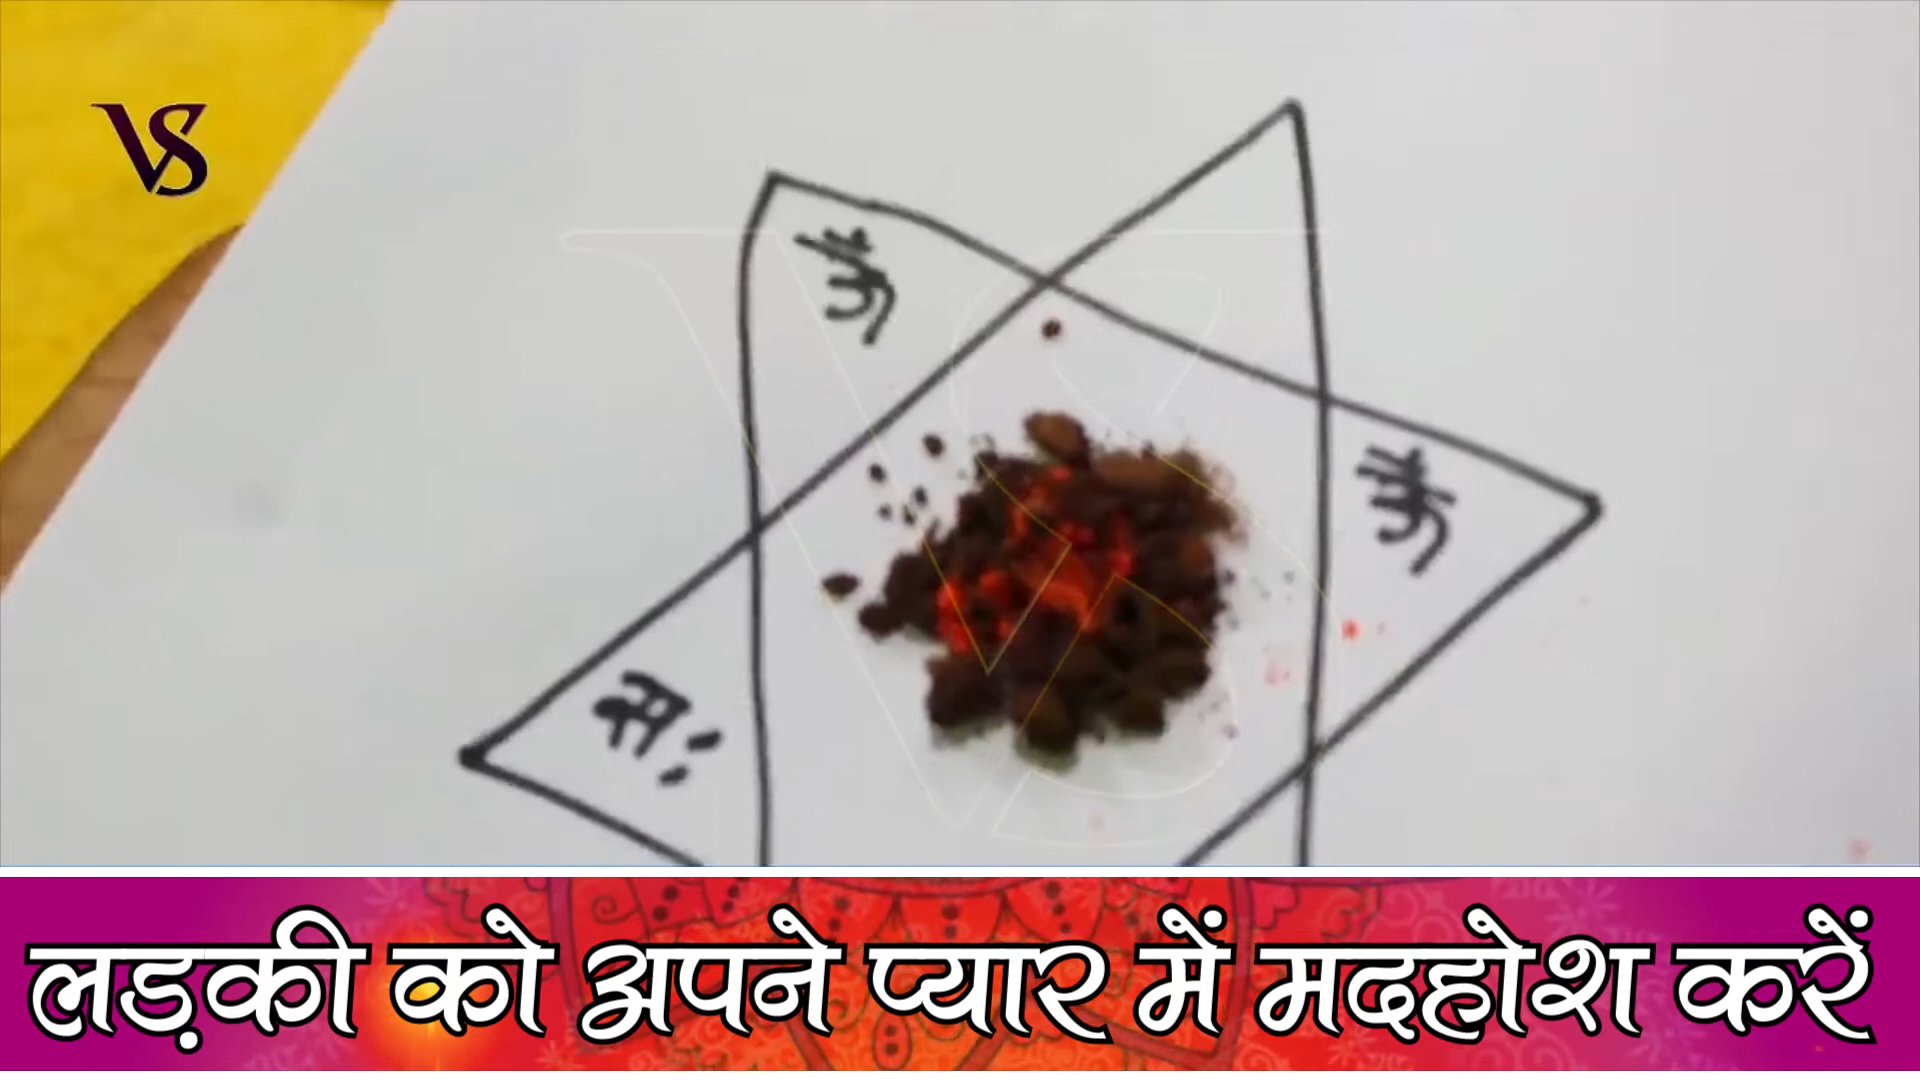 VS
सः
लड़की को अपने प्यार में मदहोश करें